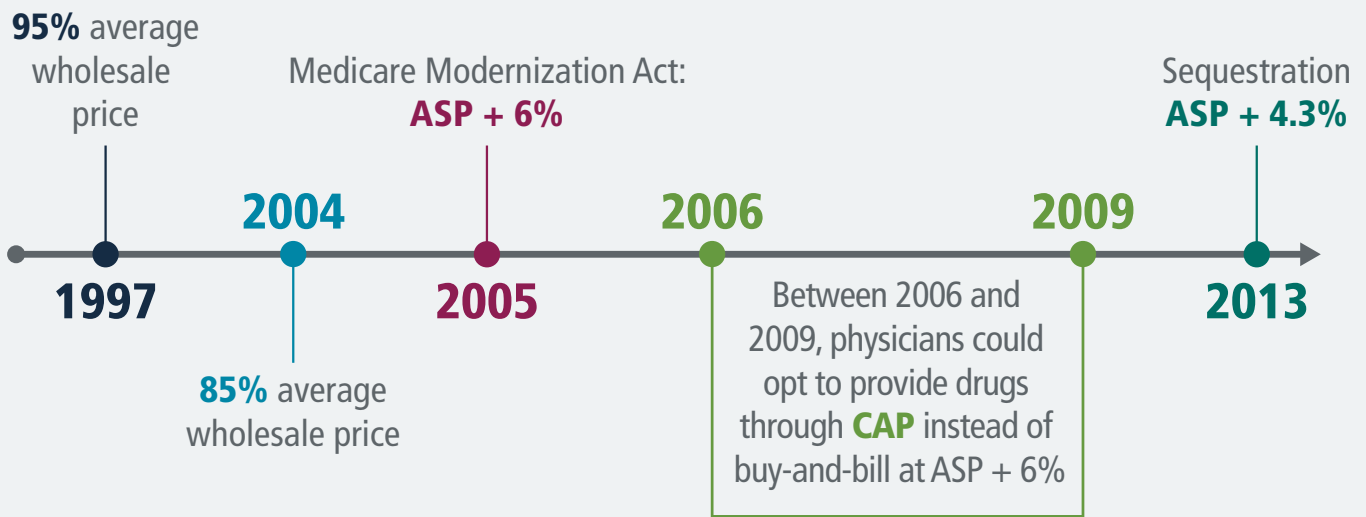 95% average
wholesale
price
Medicare Modernization Act:
ASP + 6%
Sequestration
ASP + 4.3%
2004
2006
2009
1997
2005
2013
85% average
wholesale price
Between 2006 and
2009, physicians could
opt to provide drugs
through CAP instead of
buy-and-bill at ASP + 6%